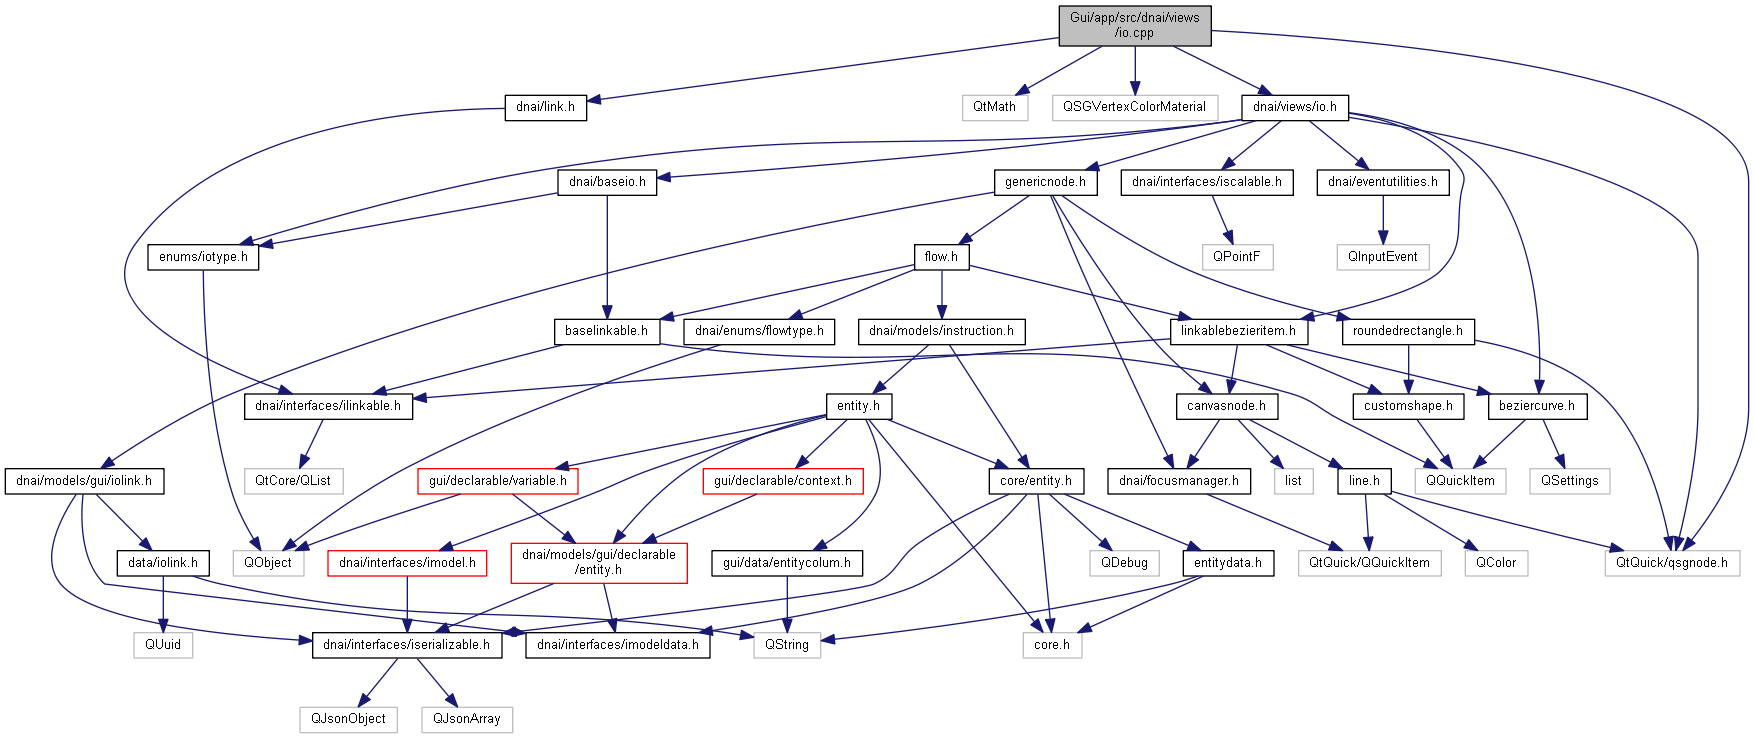 Gui/app/src/dnai/views
/io.cpp
dnai/link.h
QtMath
QSGVertexColorMaterial
dnai/views/io.h
dnai/baseio.h
genericnode.h
dnai/interfaces/iscalable.h
dnai/eventutilities.h
enums/iotype.h
flow.h
QPointF
QInputEvent
baselinkable.h
dnai/enums/flowtype.h
dnai/models/instruction.h
linkablebezieritem.h
roundedrectangle.h
dnai/interfaces/ilinkable.h
entity.h
canvasnode.h
customshape.h
beziercurve.h
dnai/models/gui/iolink.h
QtCore/QList
gui/declarable/variable.h
gui/declarable/context.h
core/entity.h
dnai/focusmanager.h
list
line.h
QQuickItem
QSettings
data/iolink.h
QObject
dnai/interfaces/imodel.h
dnai/models/gui/declarable
/entity.h
gui/data/entitycolum.h
QDebug
entitydata.h
QtQuick/QQuickItem
QColor
QtQuick/qsgnode.h
QUuid
dnai/interfaces/iserializable.h
dnai/interfaces/imodeldata.h
QString
core.h
QJsonObject
QJsonArray